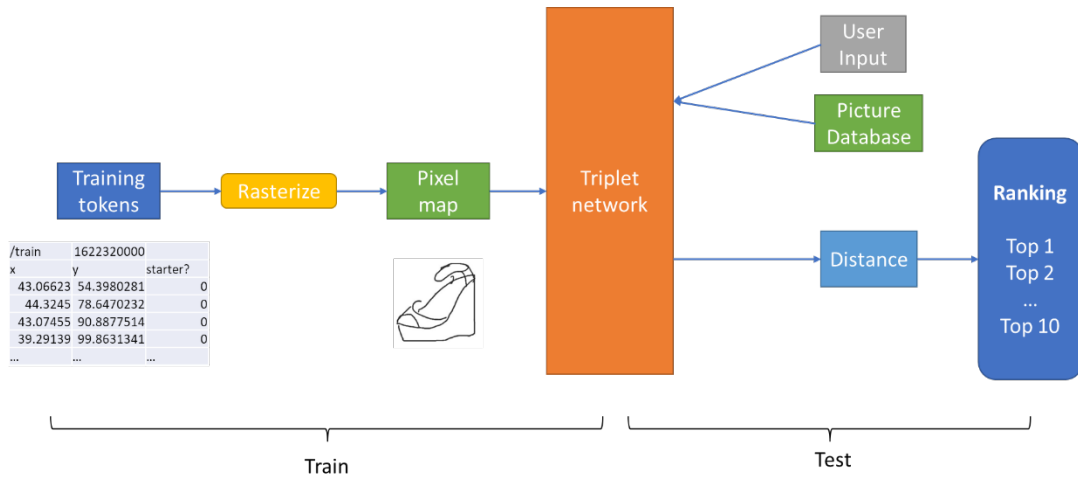 User
Input
Picture
Database
Training
tokens
Rasterize
Pixel
map
Triplet
network
Distance
Ranking
Top 1
Top 2
...
Top 10
/train 1622320000
x y starter?
43.06623 54.3980281 0
44.3245 78.6470232 0
43.07455 90.8877514 0
39.29139 99.8631341 0
... ... ...
Train
Test